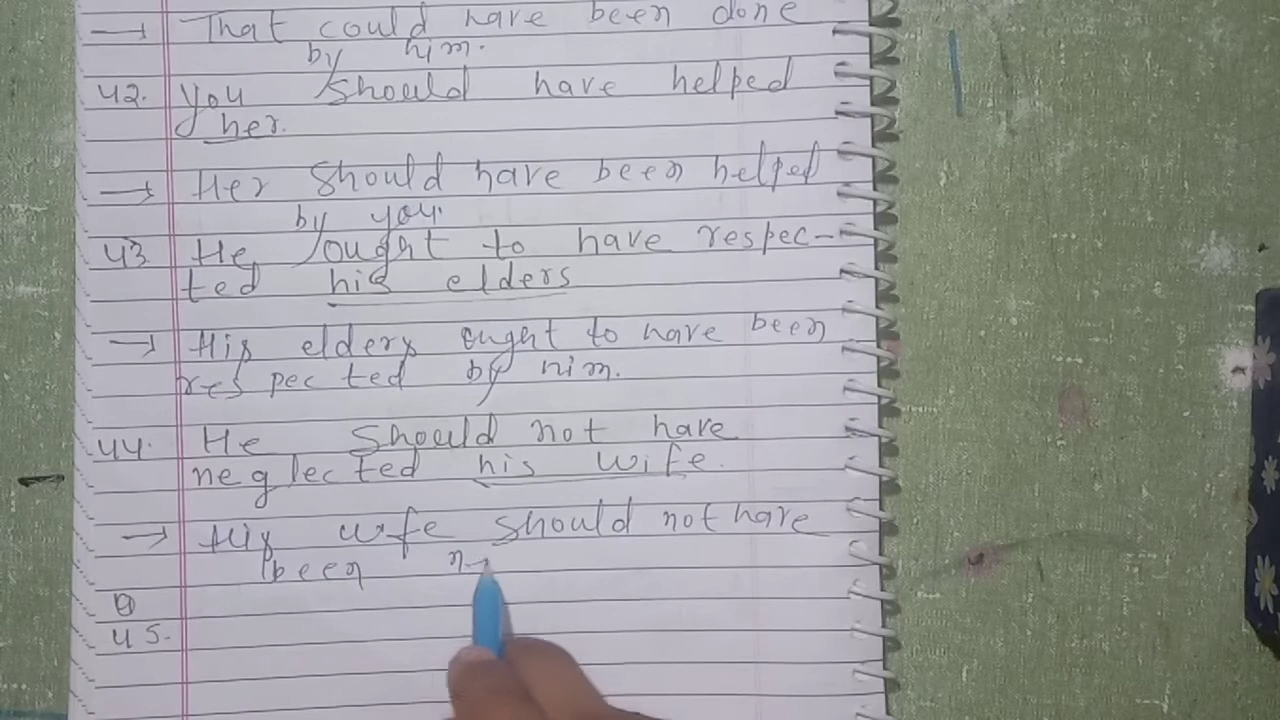 → That could have been done
by him.
42. You should have helped
her.
→ Her should have been helped
by you.
43 He ought to have respec-
ted his elders
→ His elders ought to have been
respected by him.
44. He should not have
neglected his wife.
→ His wife should not have
been n
Q
45.